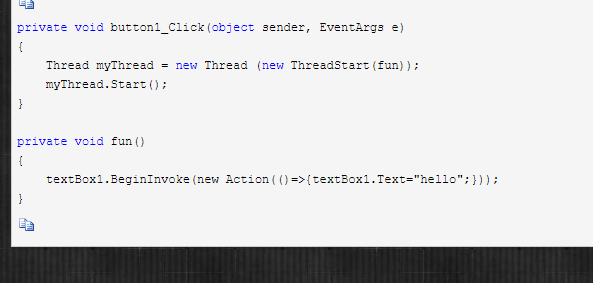 private void button1_Click(object sender, EventArgs e)
{
    Thread myThread = new Thread (new ThreadStart(fun));
    myThread.Start();
}
private void fun()
{
    textBox1.BeginInvoke(new Action(()=>{textBox1.Text="hello";}));
}